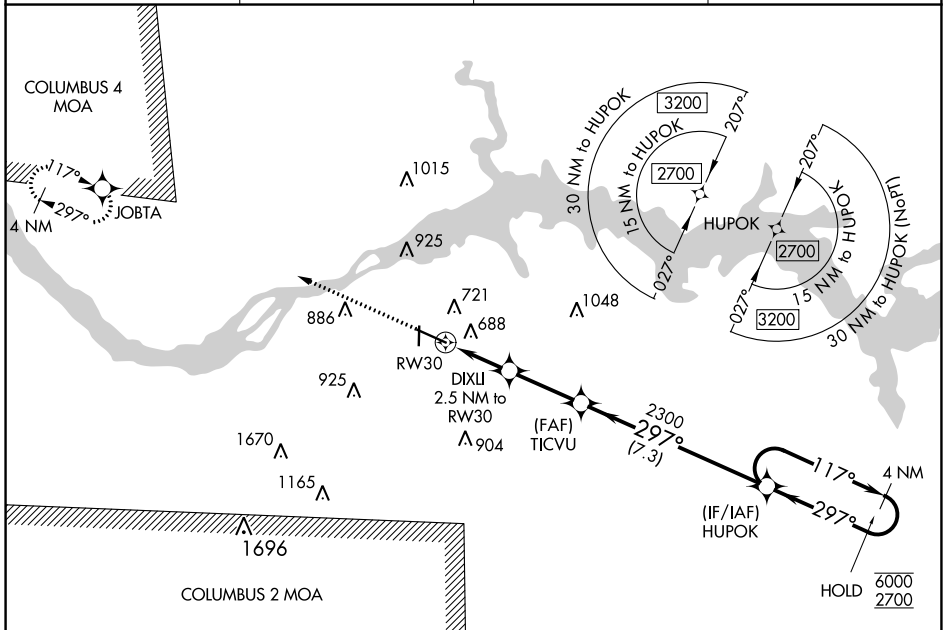 COLUMBUS 4
MOA
117°
297°
4 NM
JOBTA
1015
925
886
721
688
1048
RW30
925
DIXLI
2.5 NM to
RW30
904
1670
1165
1696
COLUMBUS 2 MOA
(FAF)
TICVU
2300
297°
(7.3)
(IF/IAF)
HUPOK
117°
297°
4 NM
HOLD
6000
2700
30 NM to HUPOK
3200
207°
15 NM to HUPOK
2700
027°
HUPOK
207°
2700
15 NM to HUPOK
027°
3200
30 NM to HUPOK (NoPT)